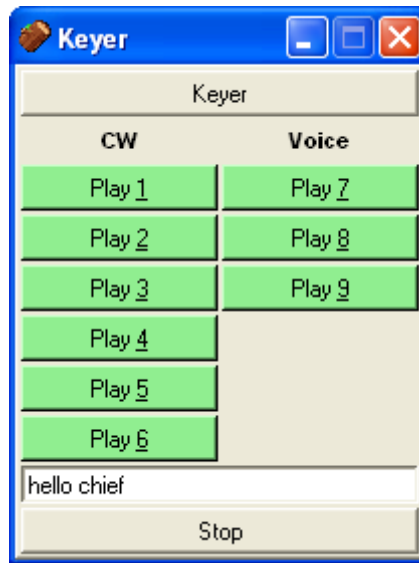 Keyer
Keyer
CW Voice
Play 1 Play 7
Play 2 Play 8
Play 3 Play 9
Play 4
Play 5
Play 6
hello chief
Stop